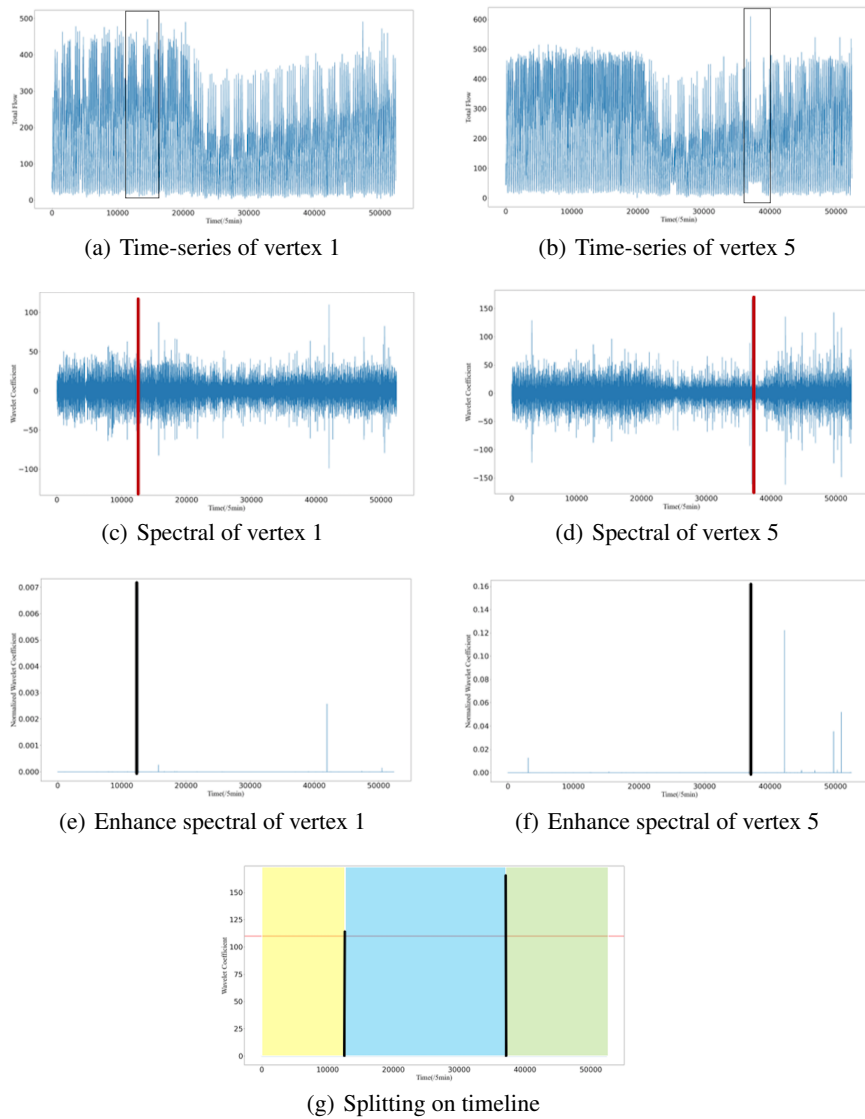 500
400
300
200
100
0
Total Flow
0 10000 20000 30000 40000 50000
Time(/5min)
(a) Time-series of vertex 1
600
500
400
300
200
100
0
Total Flow
0 10000 20000 30000 40000 50000
Time(/5min)
(b) Time-series of vertex 5
100
50
0
−50
−100
Wavelet Coefficient
0 10000 20000 30000 40000 50000
Time(/5min)
(c) Spectral of vertex 1
150
100
50
0
−50
−100
−150
Wavelet Coefficient
0 10000 20000 30000 40000 50000
Time(/5min)
(d) Spectral of vertex 5
0.007
0.006
0.005
0.004
0.003
0.002
0.001
0.000
Normalized Wavelet Coefficient
0 10000 20000 30000 40000 50000
Time(/5min)
(e) Enhance spectral of vertex 1
0.16
0.14
0.12
0.10
0.08
0.06
0.04
0.02
0.00
Normalized Wavelet Coefficient
0 10000 20000 30000 40000 50000
Time(/5min)
(f) Enhance spectral of vertex 5
150
125
100
75
50
25
0
Wavelet Coefficient
0 10000 20000 30000 40000 50000
Time(/5min)
(g) Splitting on timeline